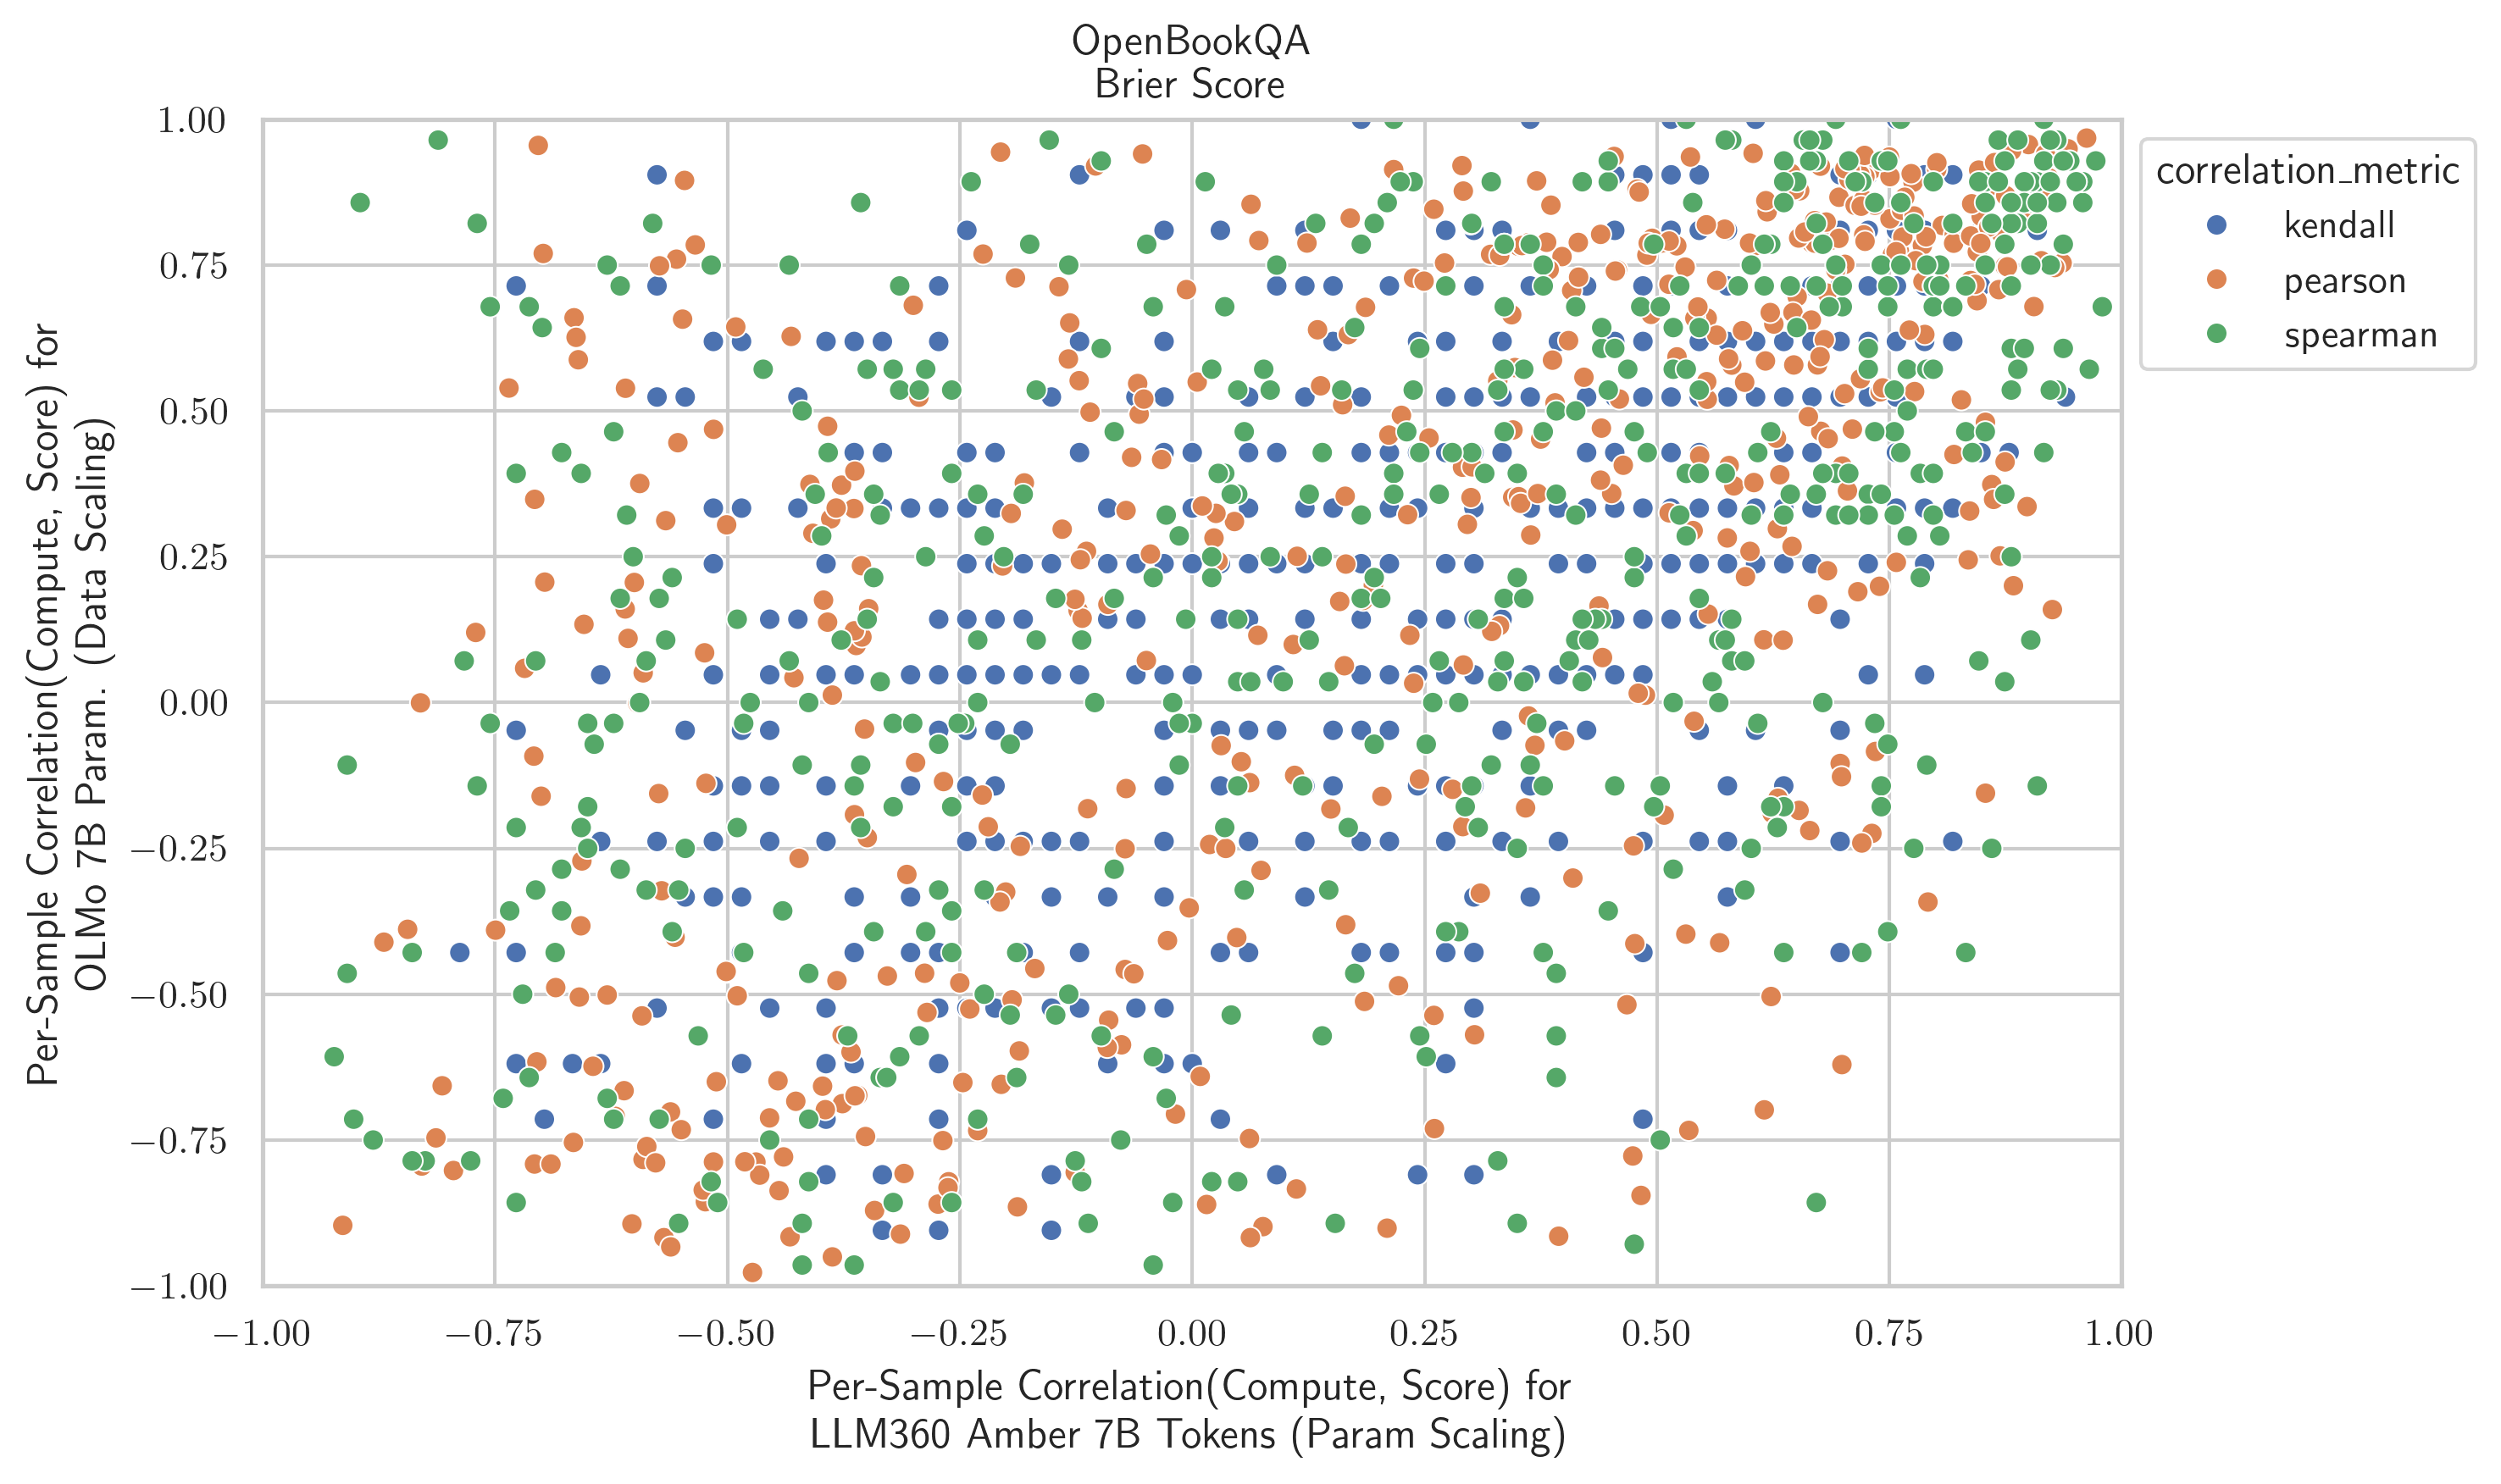 OpenBookQA
Brier Score
Per-Sample Correlation(Compute, Score) for
OLMo 7B Param. (Data Scaling)
1.00
0.75
0.50
0.25
0.00
−0.25
−0.50
−0.75
−1.00
−1.00 −0.75 −0.50 −0.25 0.00 0.25 0.50 0.75 1.00
Per-Sample Correlation(Compute, Score) for
LLM360 Amber 7B Tokens (Param Scaling)
correlation_metric
kendall
pearson
spearman